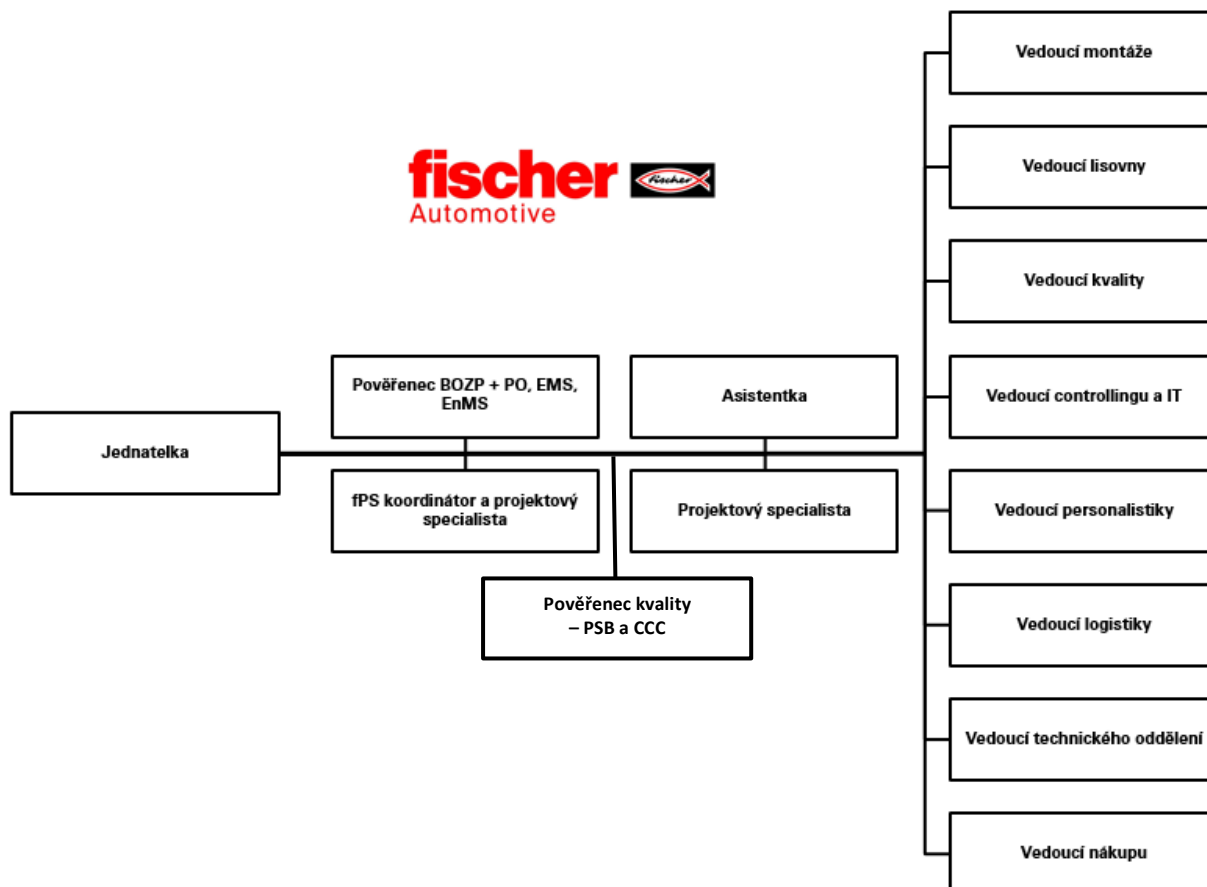 Vedoucí montáže
fischer fischer
Automotive
Vedoucí lisovny
Vedoucí kvality
Pověřenec BOZP + PO, EMS,
EnMS
Asistentka
Vedoucí controllingu a IT
Jednatelka
fPS koordinátor a projektový
specialista
Projektový specialista
Vedoucí personalistiky
Pověřenec kvality
– PSB a CCC
Vedoucí logistiky
Vedoucí technického oddělení
Vedoucí nákupu